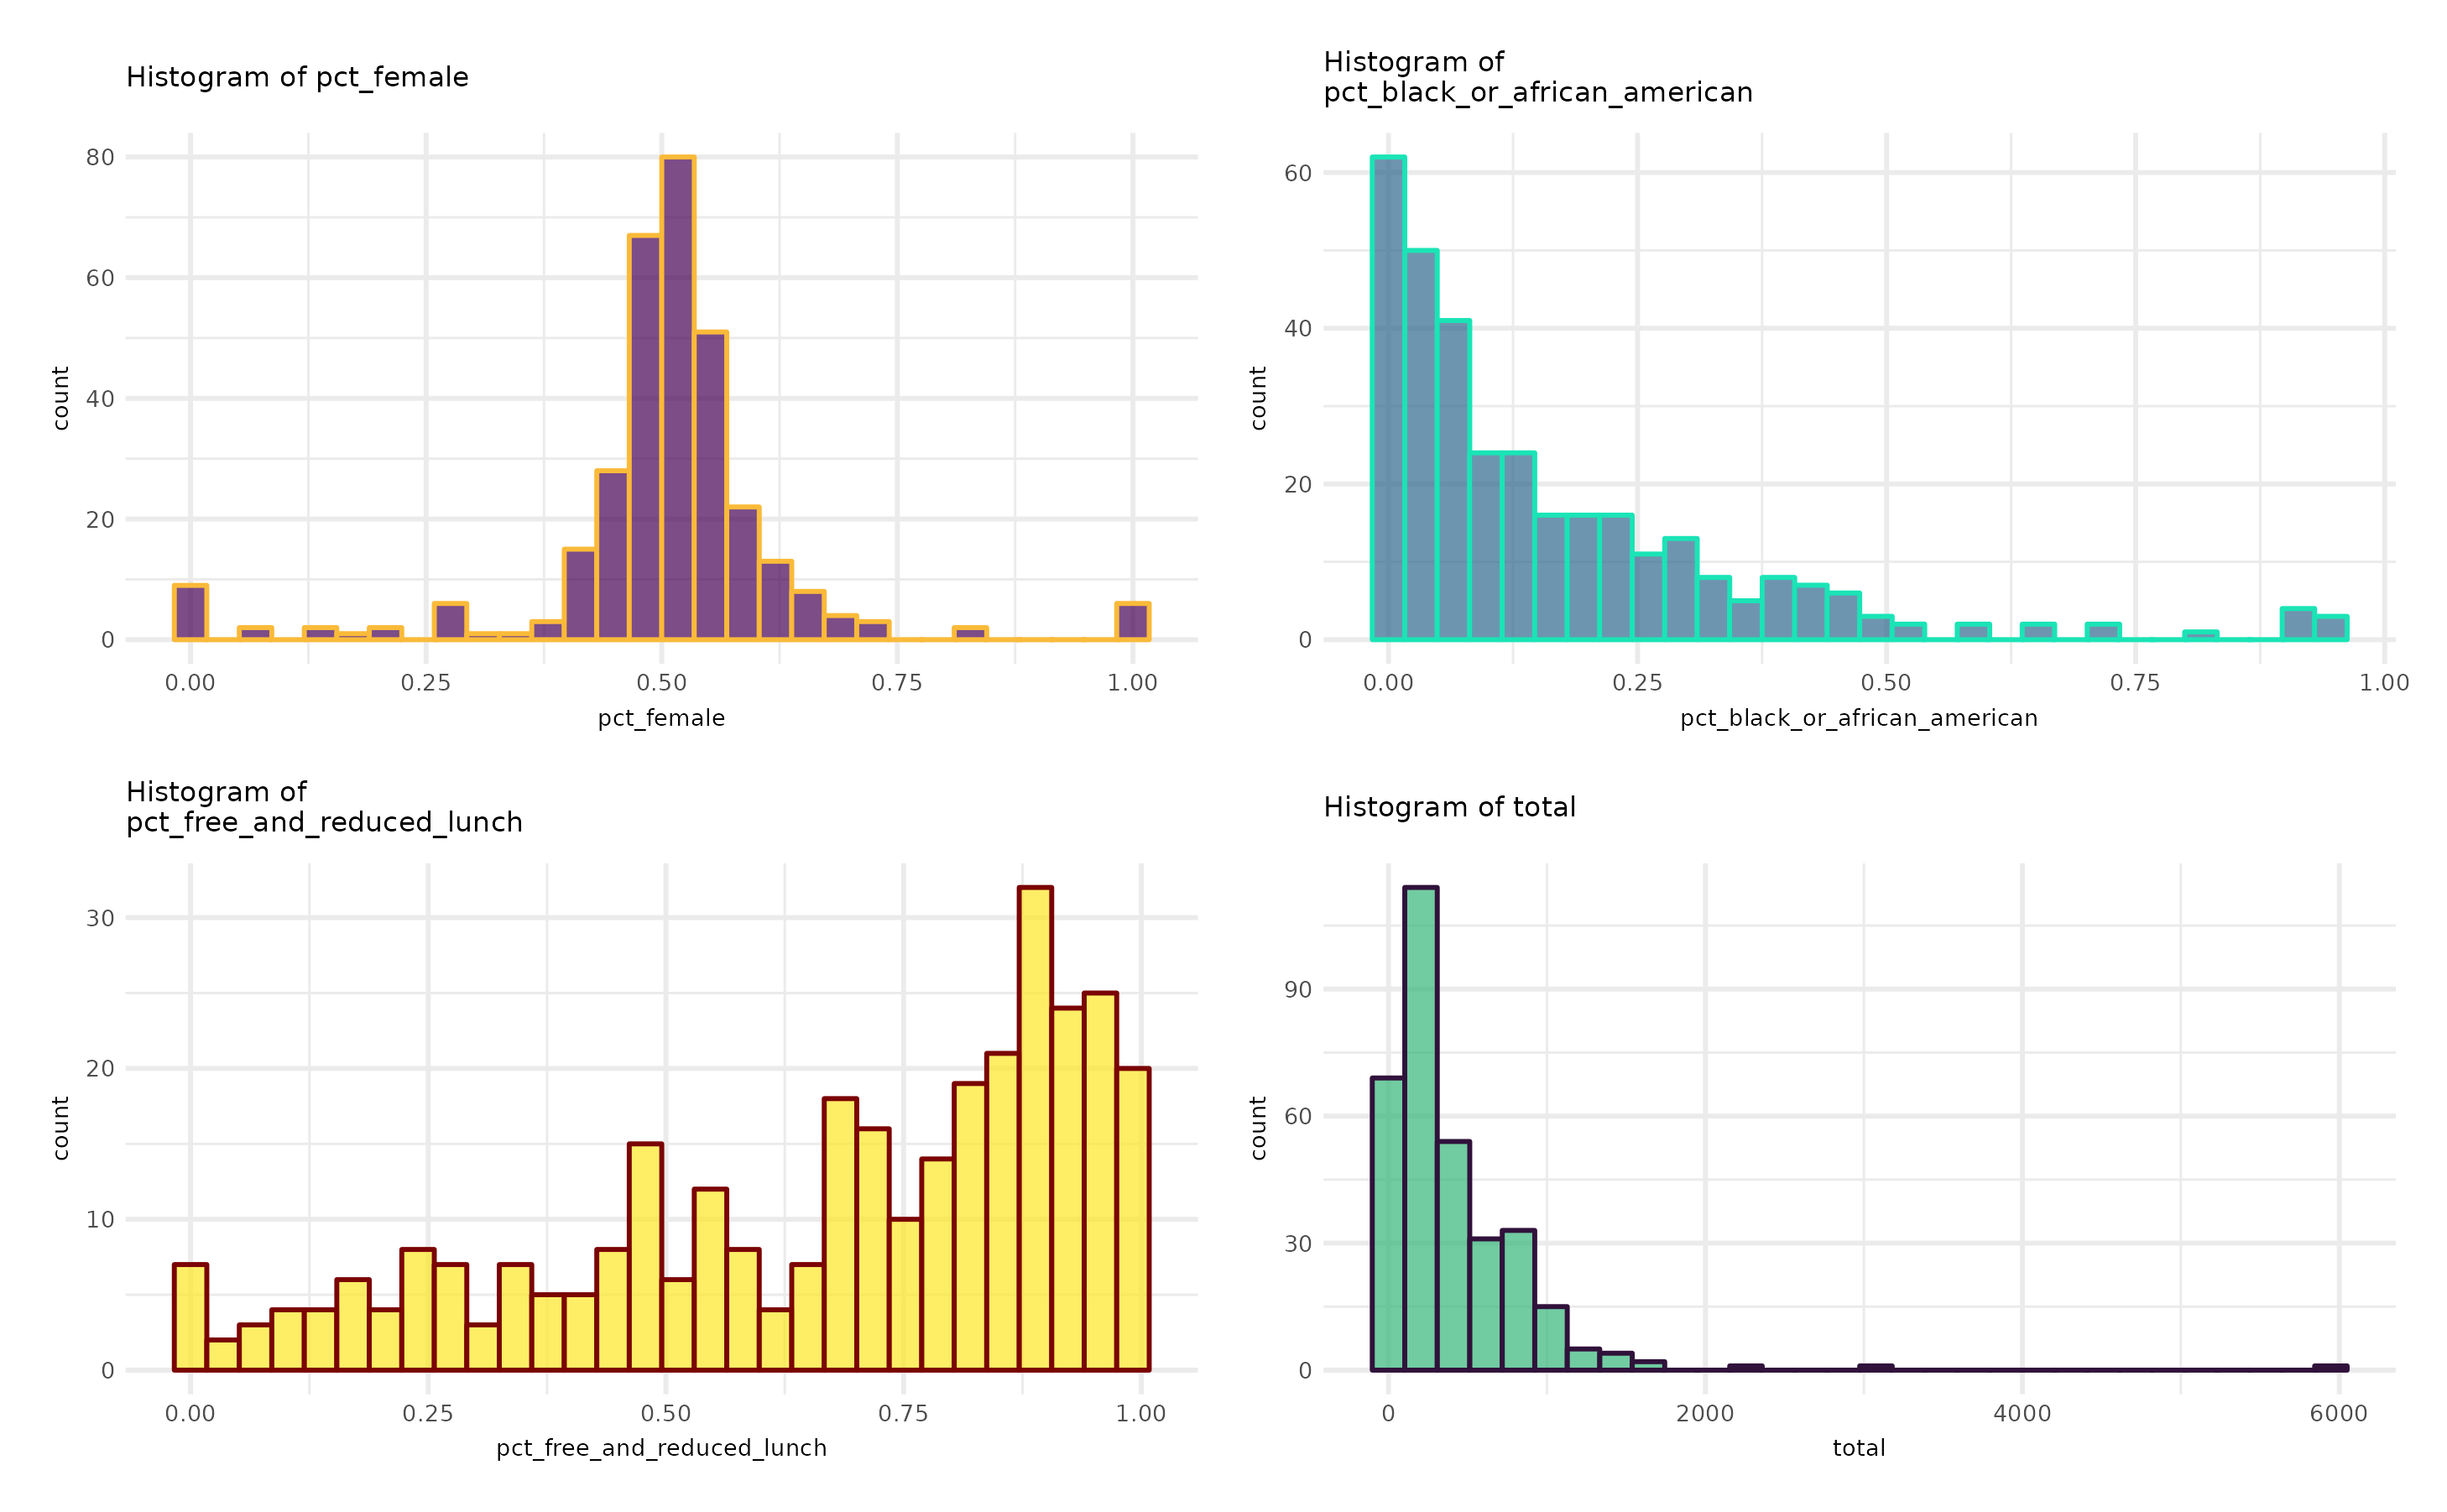 Histogram of pct_female
80
60
40
20
0
count
0.00 0.25 0.50 0.75 1.00
pct_female
Histogram of
pct_black_or_african_american
60
40
20
0
count
0.00 0.25 0.50 0.75 1.00
pct_black_or_african_american
Histogram of
pct_free_and_reduced_lunch
30
20
10
0
count
0.00 0.25 0.50 0.75 1.00
pct_free_and_reduced_lunch
Histogram of total
90
60
30
0
count
0 2000 4000 6000
total